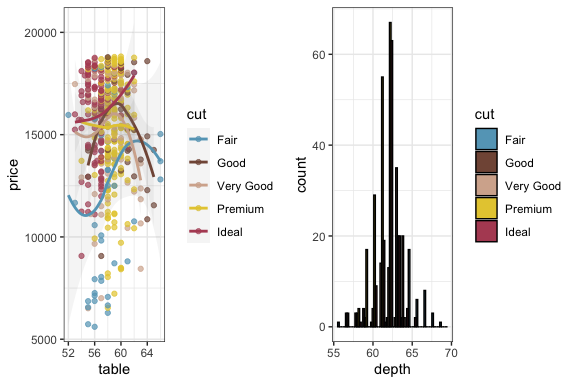 20000
15000
10000
5000
price
52
56
60
64
table
cut
Fair
Good
Very Good
Premium
Ideal
60
40
20
0
count
55
60
65
70
depth
cut
Fair
Good
Very Good
Premium
Ideal